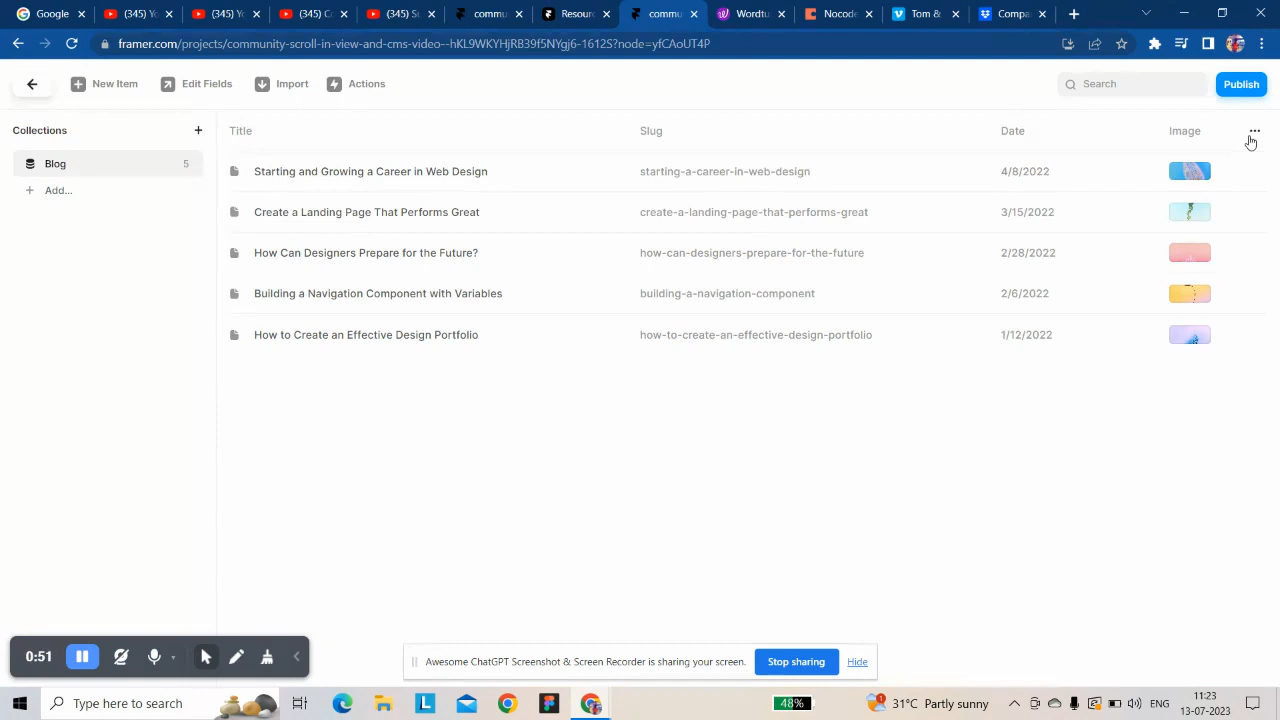 Google
(345) Yo
(345) Yo
(345) Co
(345) Su
commu
Resourc
commu
Wordtu
Nocode
Tom &
Compa
framer.com/projects/community-scroll-in-view-and-cms-video--hKL9WKYHjRB39f5NYgj6-1612S?node=yfCAoUT4P
New Item
Edit Fields
Import
Actions
Search
Publish
Collections
Title
Slug
Date
Image
Blog 5
Add...
Starting and Growing a Career in Web Design starting-a-career-in-web-design 4/8/2022
Create a Landing Page That Performs Great create-a-landing-page-that-performs-great 3/15/2022
How Can Designers Prepare for the Future? how-can-designers-prepare-for-the-future 2/28/2022
Building a Navigation Component with Variables building-a-navigation-component 2/6/2022
How to Create an Effective Design Portfolio how-to-create-an-effective-design-portfolio 1/12/2022
0:51
Awesome ChatGPT Screenshot & Screen Recorder is sharing your screen.
Stop sharing
Hide
Type here to search
48%
31°C Partly sunny
ENG
11:23
13-07-2023